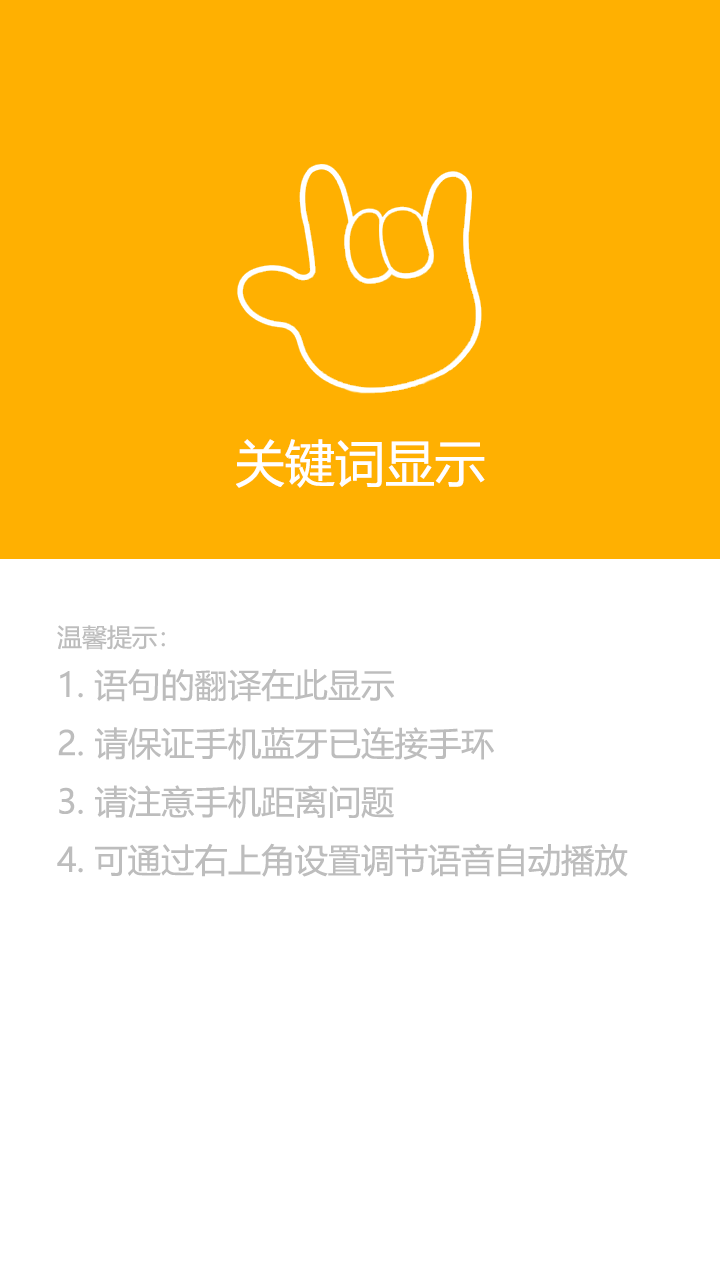 关键词显示
温馨提示:
1. 语句的翻译在此显示
2. 请保证手机蓝牙已连接手环
3. 请注意手机距离问题
4. 可通过右上角设置调节语音自动播放